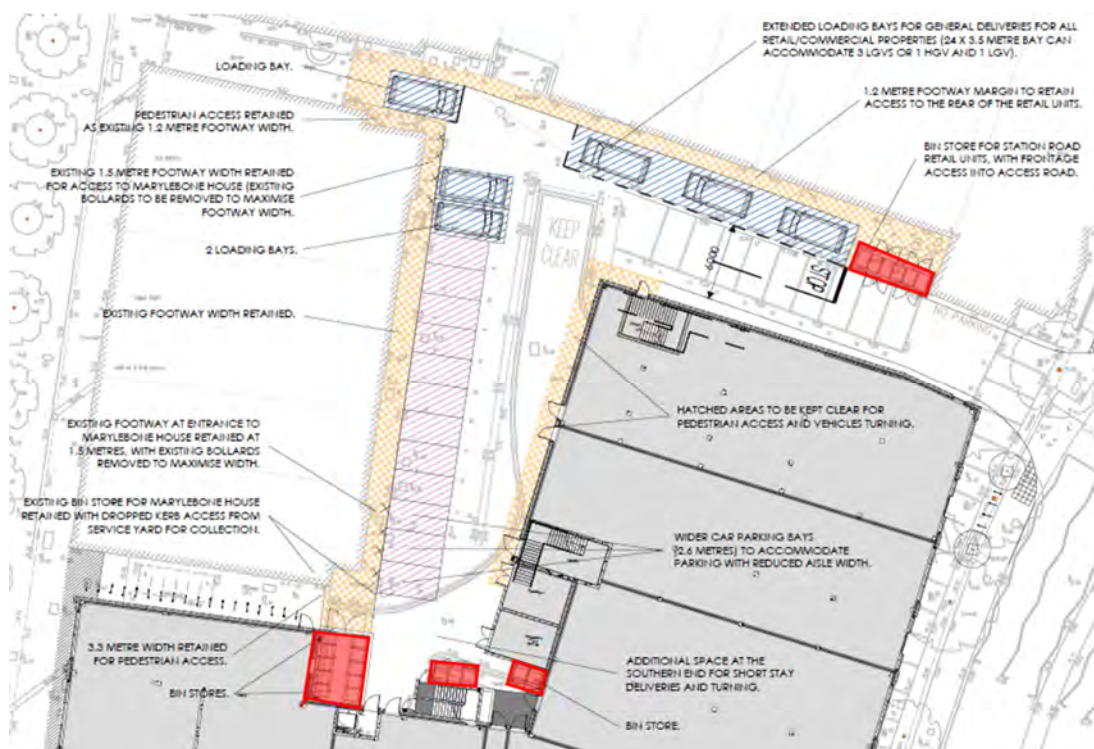 EXTENDED LOADING BAYS FOR GENERAL DELIVERIES FOR ALL
RETAIL/COMMERCIAL PROPERTIES (24 X 3.5 METRE BAY CAN
ACCOMMODATE 3 LGVS OR 1 HGV AND 1 LGV).
LOADING BAY.
1.2 METRE FOOTWAY MARGIN TO RETAIN
ACCESS TO THE REAR OF THE RETAIL UNITS.
PEDESTRIAN ACCESS RETAINED
AS EXISTING 1.2 METRE FOOTWAY WIDTH.
BIN STORE FOR STATION ROAD
RETAIL UNITS, WITH FRONTAGE
ACCESS INTO ACCESS ROAD.
EXISTING 1.5 METRE FOOTWAY WIDTH RETAINED
FOR ACCESS TO MARYLEBONE HOUSE (EXISTING
BOLLARDS TO BE REMOVED TO MAXIMISE
FOOTWAY WIDTH.
2 LOADING BAYS.
KEEP
CLEAR
6000
STOP
NO PARKING
EXISTING FOOTWAY WIDTH RETAINED.
HATCHED AREAS TO BE KEPT CLEAR FOR
PEDESTRIAN ACCESS AND VEHICLES TURNING.
EXISTING FOOTWAY AT ENTRANCE TO
MARYLEBONE HOUSE RETAINED AT
1.5 METRES, WITH EXISTING BOLLARDS
REMOVED TO MAXIMISE WIDTH.
EXISTING BIN STORE FOR MARYLEBONE HOUSE
RETAINED WITH DROPPED KERB ACCESS FROM
SERVICE YARD FOR COLLECTION.
WIDER CAR PARKING BAYS
(2.6 METRES) TO ACCOMMODATE
PARKING WITH REDUCED AISLE WIDTH.
3.3 METRE WIDTH RETAINED
FOR PEDESTRIAN ACCESS.
BIN STORES.
ADDITIONAL SPACE AT THE
SOUTHERN END FOR SHORT STAY
DELIVERIES AND TURNING.
BIN STORE.